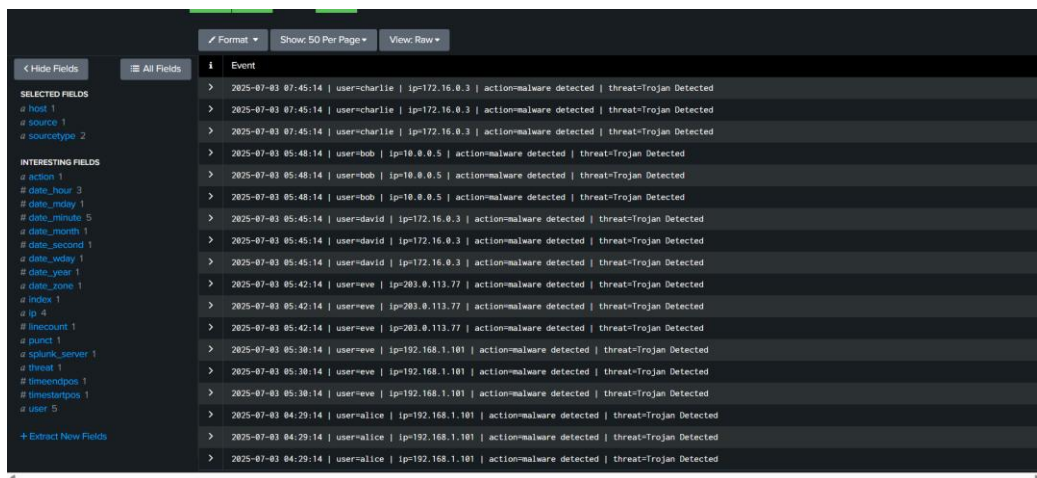 Format
Show: 50 Per Page
View: Raw
< Hide Fields
All Fields
i Event
SELECTED FIELDS
a host 1
a source 1
a sourcetype 2
INTERESTING FIELDS
a action 1
# date_hour 3
# date_mday 1
# date_minute 5
a date_month 1
# date_second 1
a date_wday 1
# date_year 1
a date_zone 1
a index 1
a ip 4
# linecount 1
a punct 1
a splunk_server 1
a threat 1
# timeendpos 1
# timestartpos 1
a user 5
+ Extract New Fields
> 2025-07-03 07:45:14 | user=charlie | ip=172.16.0.3 | action=malware detected | threat=Trojan Detected
> 2025-07-03 07:45:14 | user=charlie | ip=172.16.0.3 | action=malware detected | threat=Trojan Detected
> 2025-07-03 07:45:14 | user=charlie | ip=172.16.0.3 | action=malware detected | threat=Trojan Detected
> 2025-07-03 05:48:14 | user=bob | ip=10.0.0.5 | action=malware detected | threat=Trojan Detected
> 2025-07-03 05:48:14 | user=bob | ip=10.0.0.5 | action=malware detected | threat=Trojan Detected
> 2025-07-03 05:48:14 | user=bob | ip=10.0.0.5 | action=malware detected | threat=Trojan Detected
> 2025-07-03 05:45:14 | user=david | ip=172.16.0.3 | action=malware detected | threat=Trojan Detected
> 2025-07-03 05:45:14 | user=david | ip=172.16.0.3 | action=malware detected | threat=Trojan Detected
> 2025-07-03 05:45:14 | user=david | ip=172.16.0.3 | action=malware detected | threat=Trojan Detected
> 2025-07-03 05:42:14 | user=eve | ip=203.0.113.77 | action=malware detected | threat=Trojan Detected
> 2025-07-03 05:42:14 | user=eve | ip=203.0.113.77 | action=malware detected | threat=Trojan Detected
> 2025-07-03 05:42:14 | user=eve | ip=203.0.113.77 | action=malware detected | threat=Trojan Detected
> 2025-07-03 05:30:14 | user=eve | ip=192.168.1.101 | action=malware detected | threat=Trojan Detected
> 2025-07-03 05:30:14 | user=eve | ip=192.168.1.101 | action=malware detected | threat=Trojan Detected
> 2025-07-03 05:30:14 | user=eve | ip=192.168.1.101 | action=malware detected | threat=Trojan Detected
> 2025-07-03 04:29:14 | user=alice | ip=192.168.1.101 | action=malware detected | threat=Trojan Detected
> 2025-07-03 04:29:14 | user=alice | ip=192.168.1.101 | action=malware detected | threat=Trojan Detected
> 2025-07-03 04:29:14 | user=alice | ip=192.168.1.101 | action=malware detected | threat=Trojan Detected